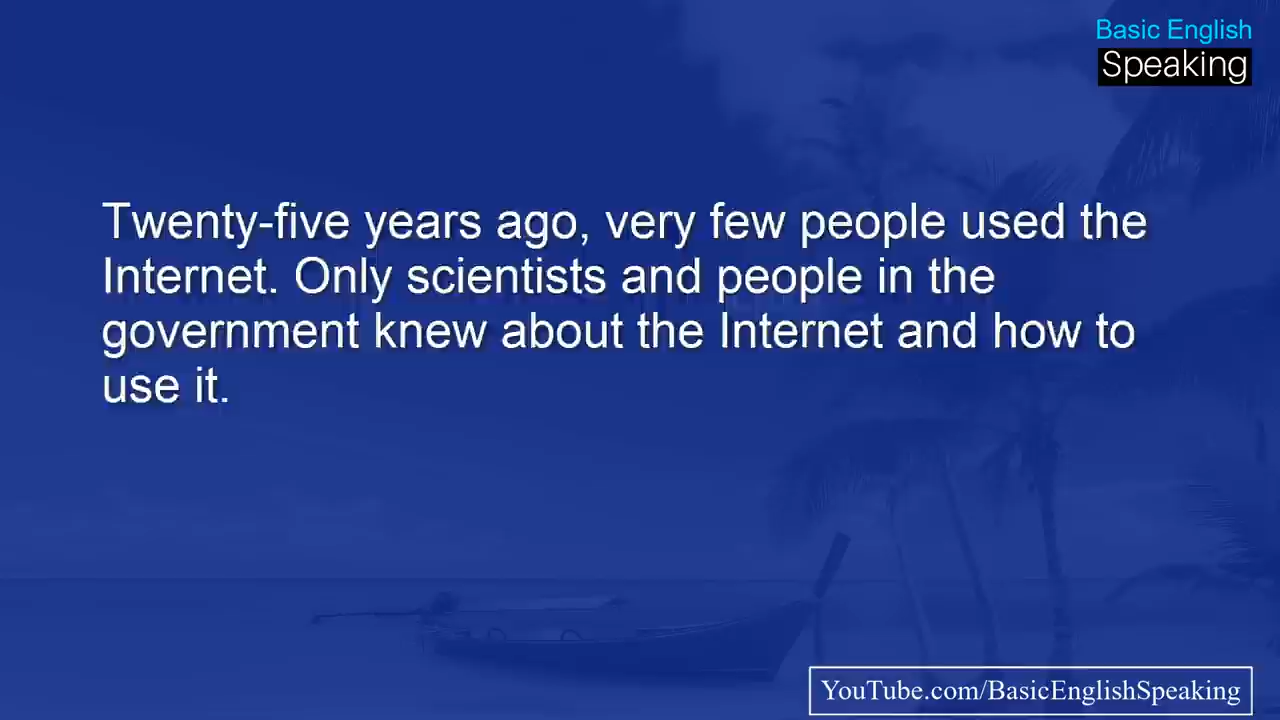 Basic English
Speaking
Twenty-five years ago, very few people used the
Internet. Only scientists and people in the
government knew about the Internet and how to
use it.
YouTube.com/BasicEnglishSpeaking